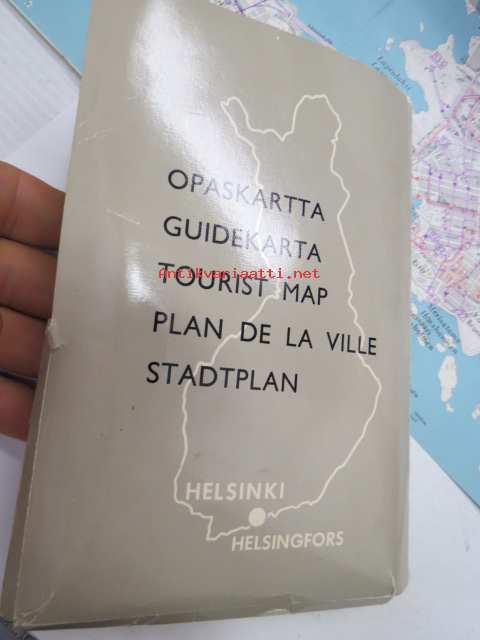 OPASKARTTA
GUIDEKARTA
Antikvariaatti.net
TOURIST MAP
PLAN DE LA VILLE
STADTPLAN
HELSINKI
HELSINGFORS